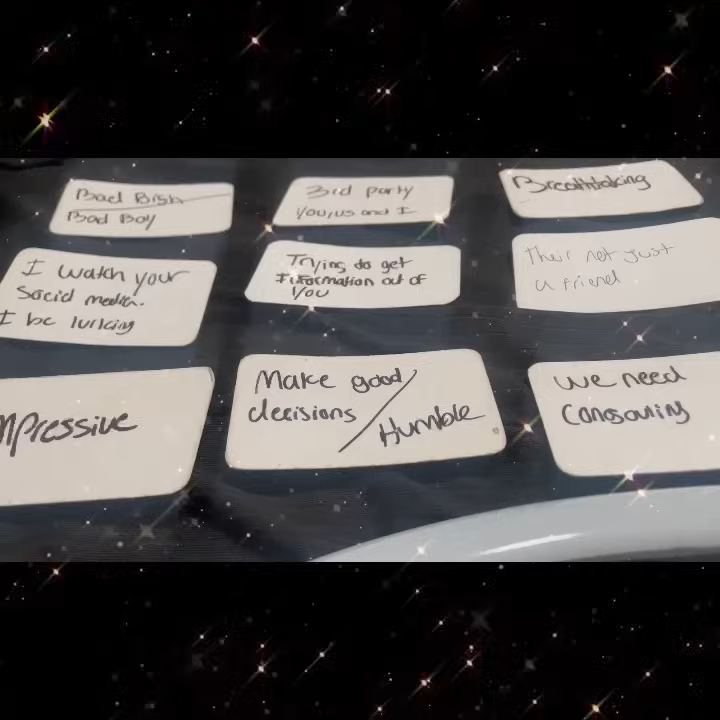 Bad Bish
Bad Boy
3rd party
you, us and I
Breathtaking
I watch your
Social media.
I be lurking
Trying to get
Information out of
you
their not just
a friend
mpressive
Make good
decisions / Humble
we need
Cansouling